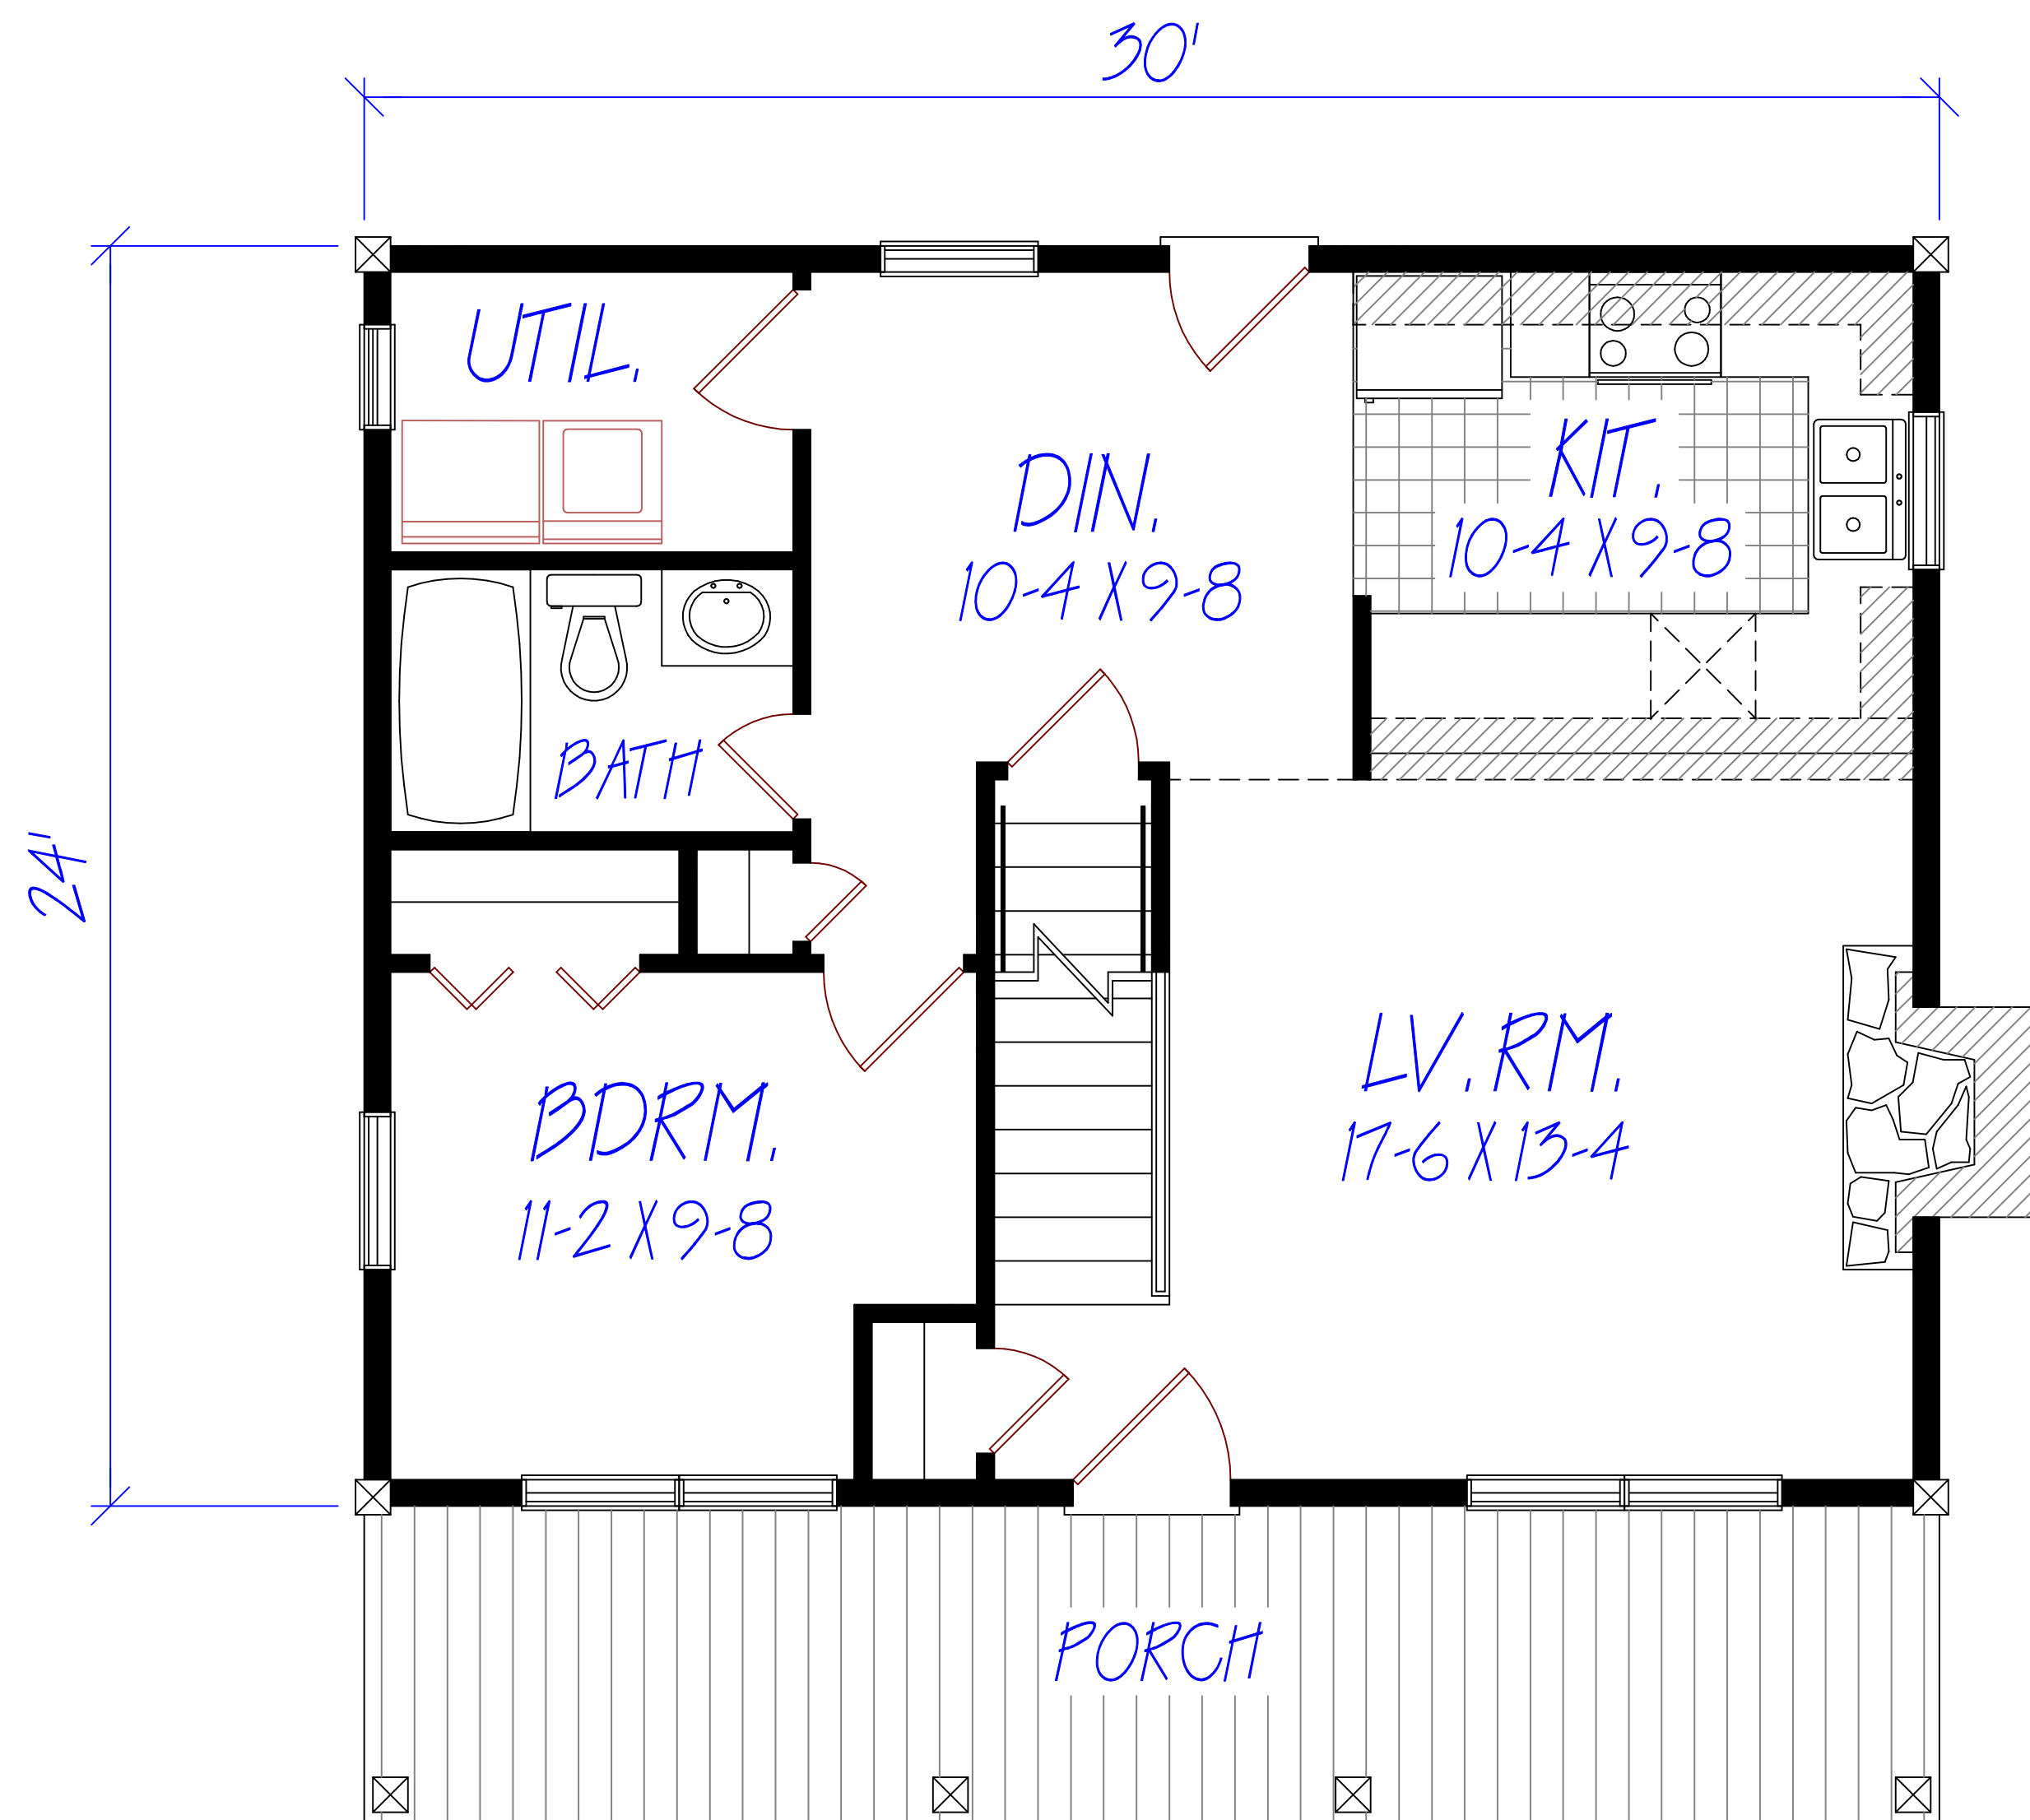 30'
UTIL.
DIN.
10-4 X 9-8
KIT.
10-4 X 9-8
BATH
24'
BDRM.
11-2 X 9-8
LV. RM.
17-6 X 13-4
PORCH